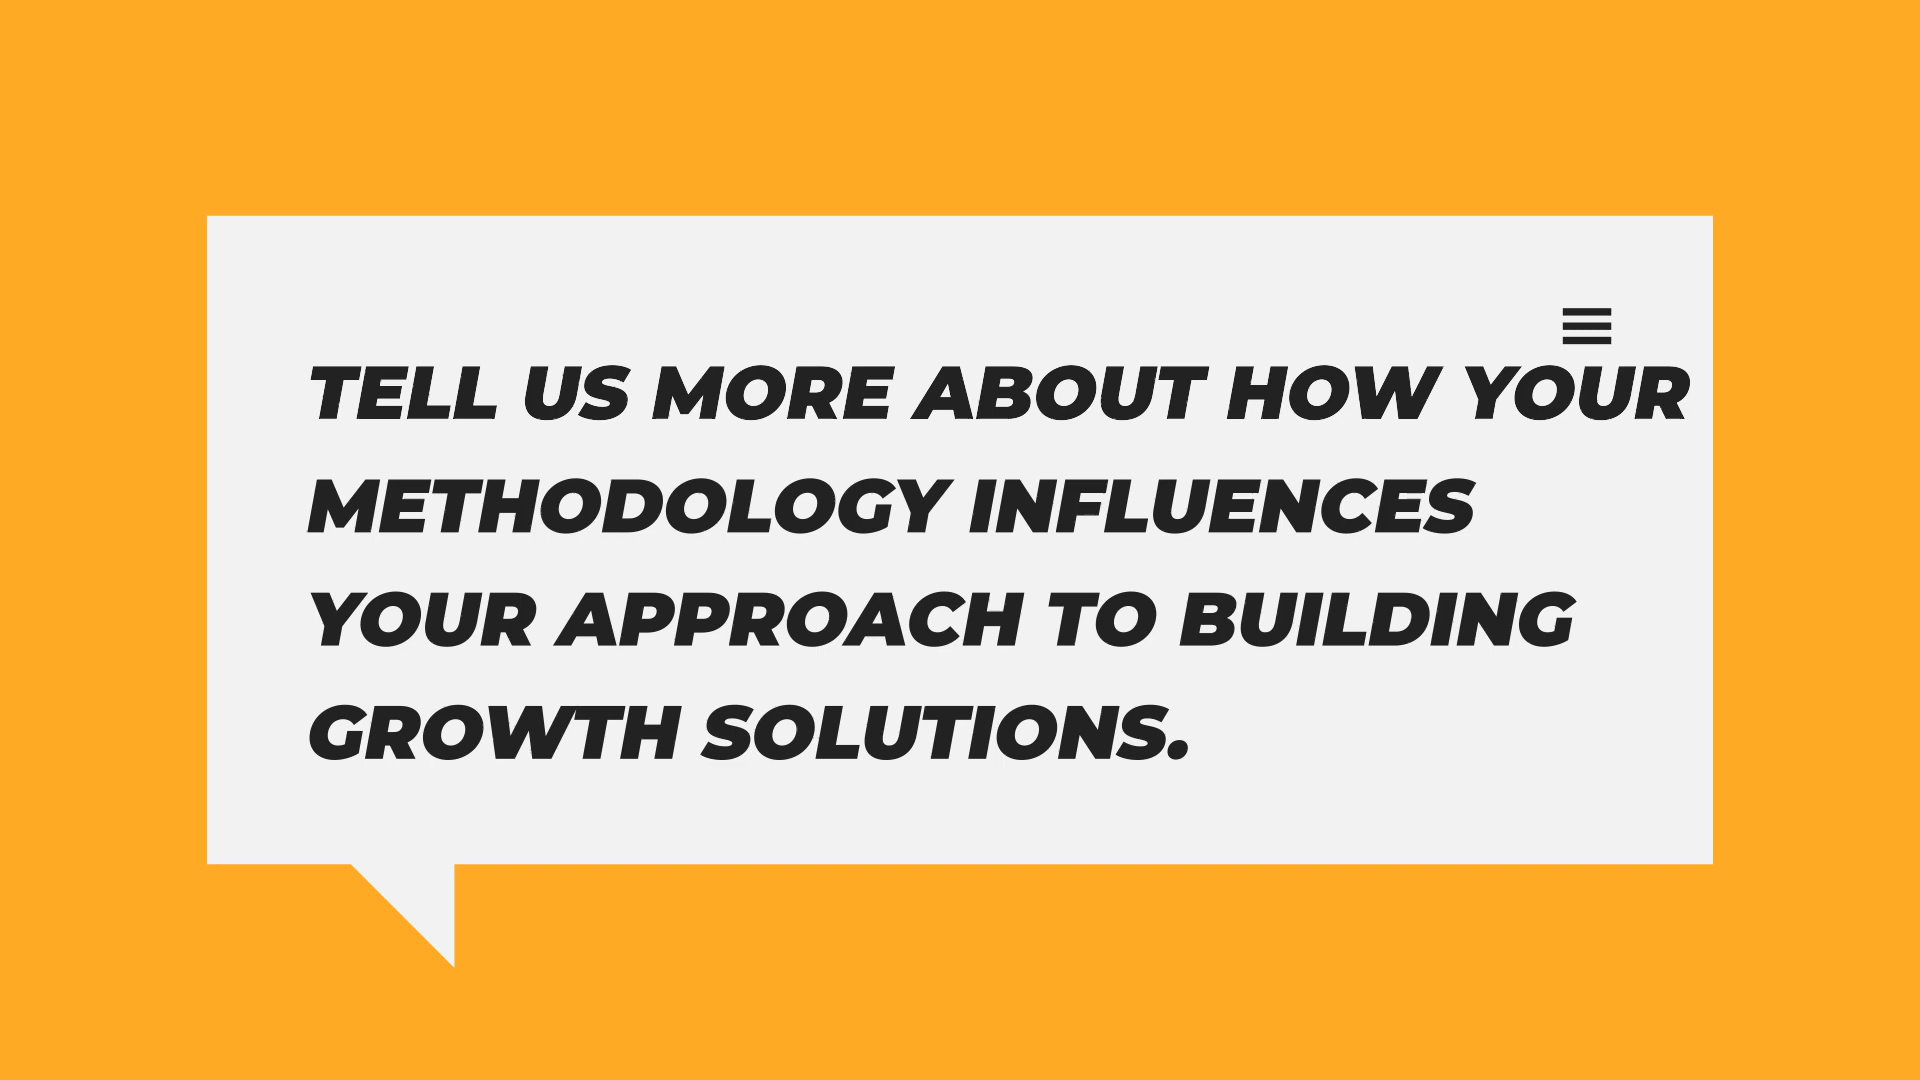 TELL US MORE ABOUT HOW YOUR
METHODOLOGY INFLUENCES
YOUR APPROACH TO BUILDING
GROWTH SOLUTIONS.